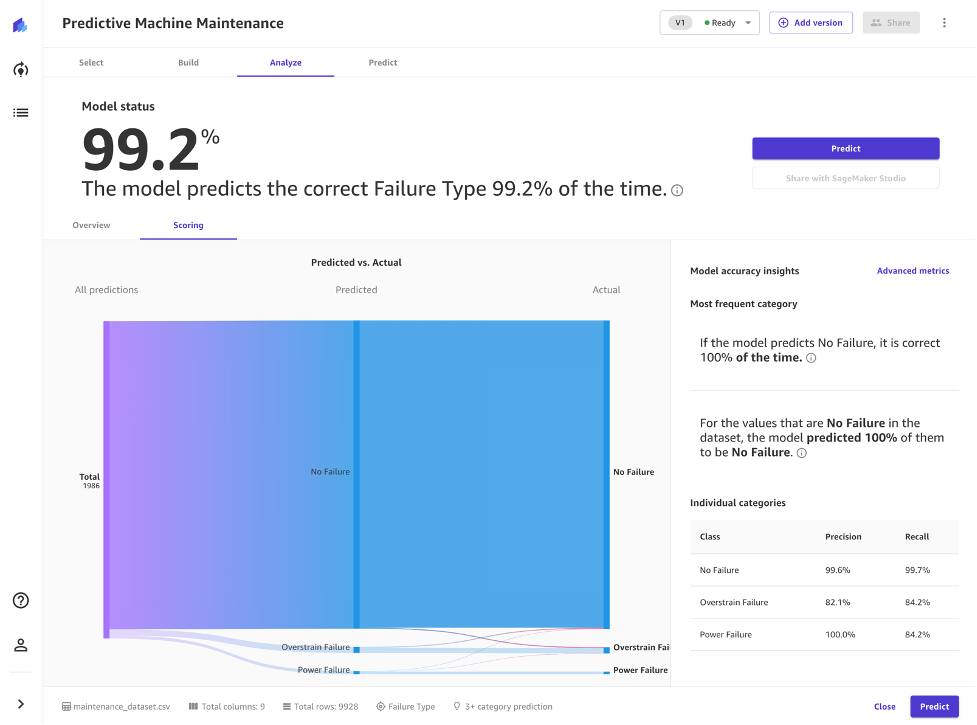 Predictive Machine Maintenance
V1 Ready
Add version
Share
Select Build Analyze Predict
Model status
99.2%
The model predicts the correct Failure Type 99.2% of the time.
Predict
Share with SageMaker Studio
Overview Scoring
Predicted vs. Actual
All predictions Predicted Actual
Total
1986
No Failure
No Failure
Overstrain Failure
Overstrain Fai
Power Failure
Power Failure
Model accuracy insights
Advanced metrics
Most frequent category
If the model predicts No Failure, it is correct
100% of the time.
For the values that are No Failure in the
dataset, the model predicted 100% of them
to be No Failure.
Individual categories
Class Precision Recall
No Failure 99.6% 99.7%
Overstrain Failure 82.1% 84.2%
Power Failure 100.0% 84.2%
maintenance_dataset.csv Total columns: 9 Total rows: 9928 Failure Type 3+ category prediction
Close
Predict